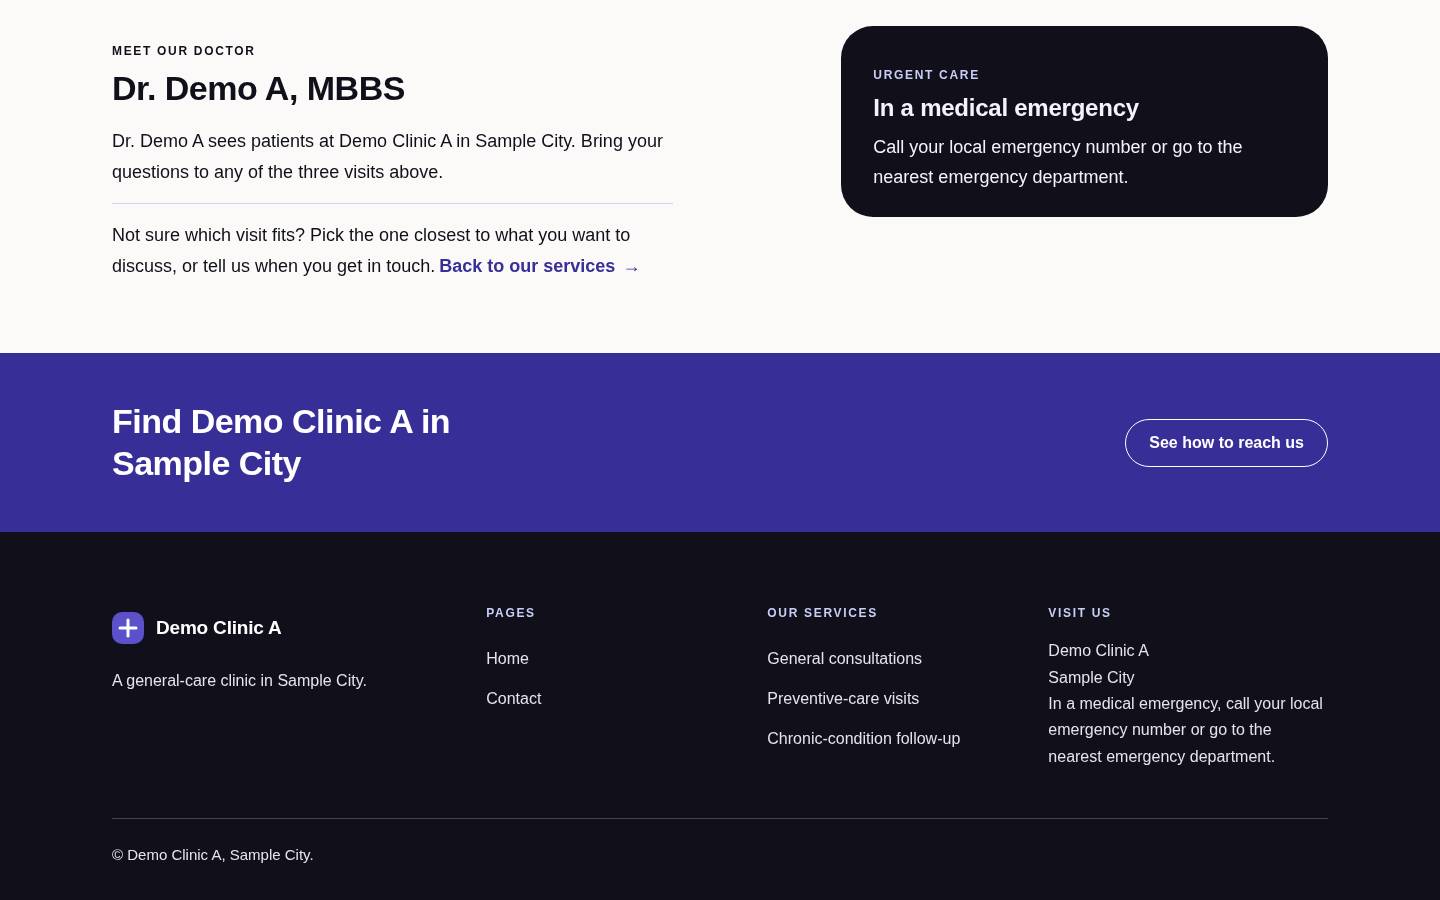 MEET OUR DOCTOR
Dr. Demo A, MBBS
Dr. Demo A sees patients at Demo Clinic A in Sample City. Bring your
questions to any of the three visits above.
Not sure which visit fits? Pick the one closest to what you want to
discuss, or tell us when you get in touch. Back to our services →
URGENT CARE
In a medical emergency
Call your local emergency number or go to the
nearest emergency department.
Find Demo Clinic A in
Sample City
See how to reach us
Demo Clinic A
A general-care clinic in Sample City.
PAGES
Home
Contact
OUR SERVICES
General consultations
Preventive-care visits
Chronic-condition follow-up
VISIT US
Demo Clinic A
Sample City
In a medical emergency, call your local
emergency number or go to the
nearest emergency department.
© Demo Clinic A, Sample City.